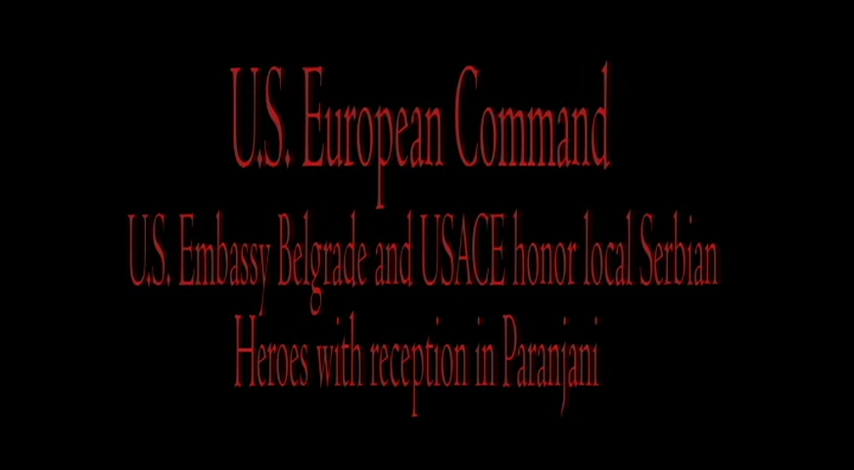 U.S. European Command
U.S. Embassy Belgrade and USACE honor local Serbian
Heroes with reception in Paranjani